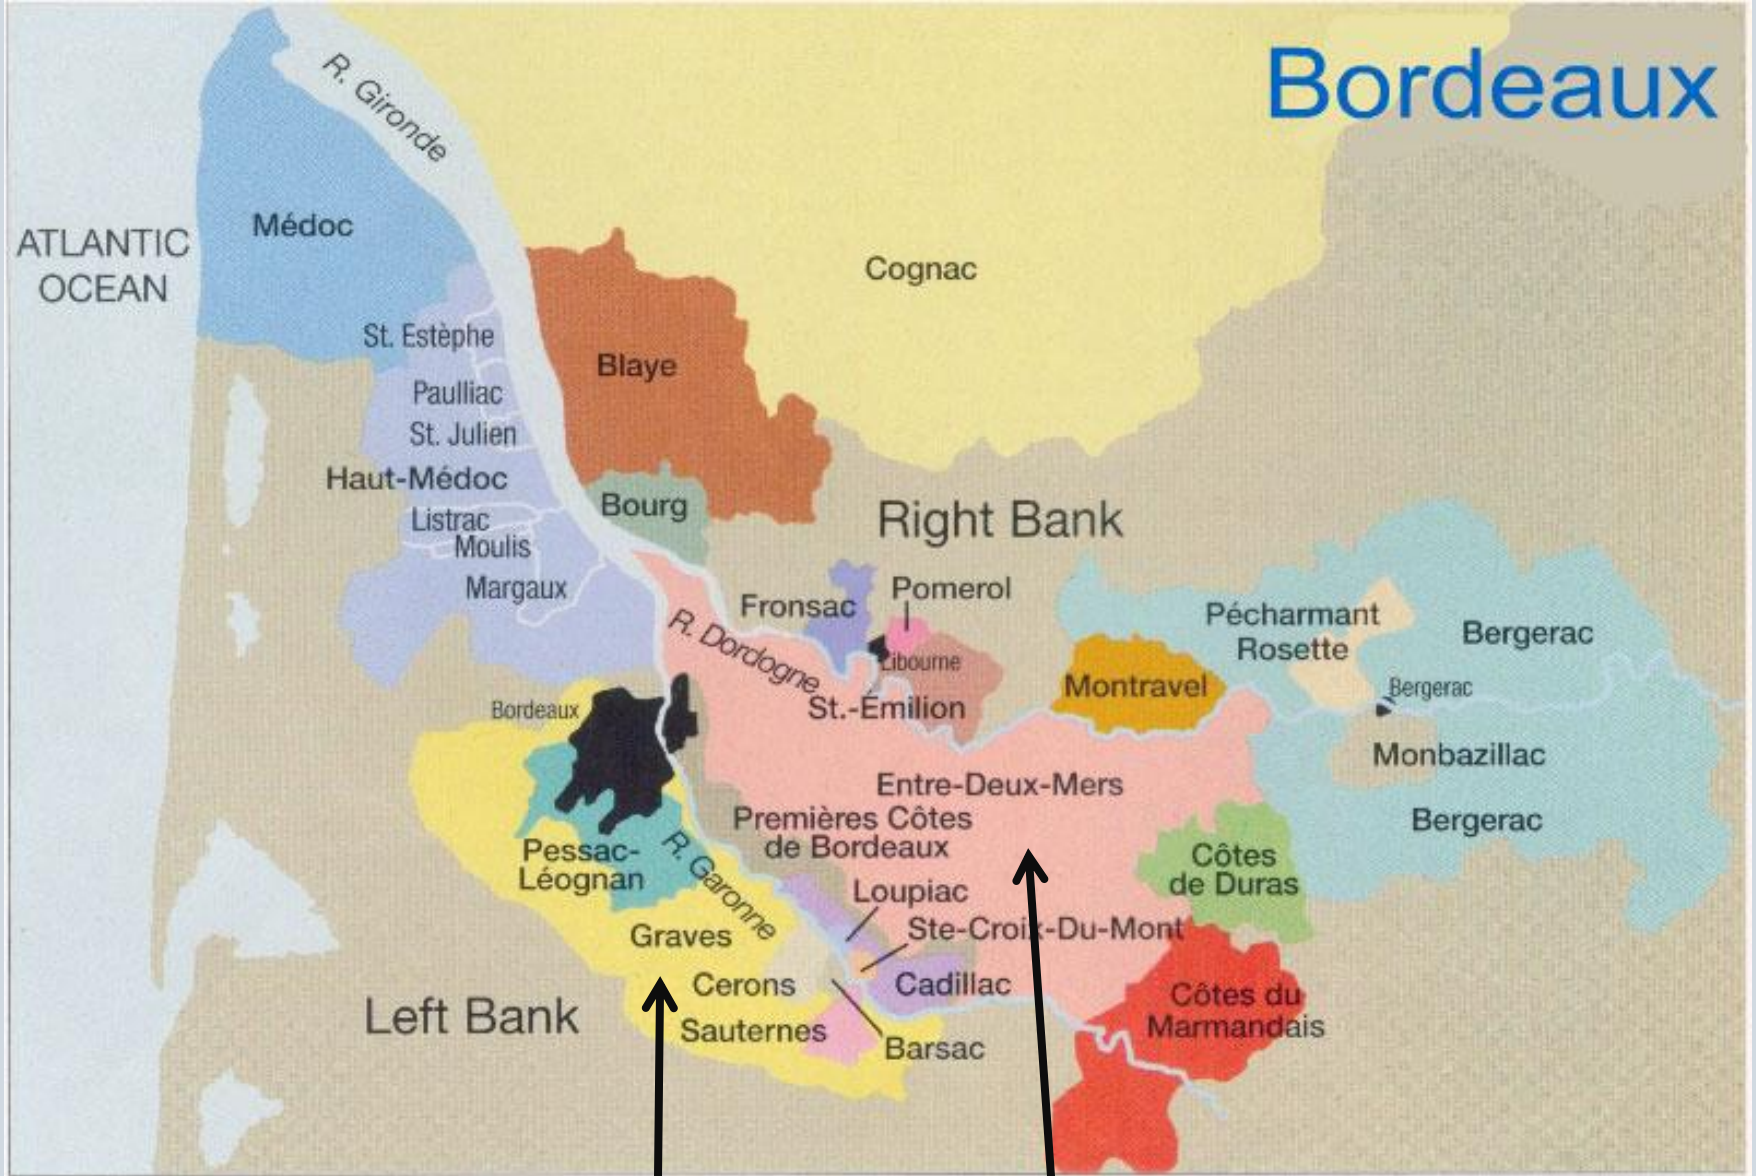 Bordeaux
R. Gironde
ATLANTIC
OCEAN
Médoc
Cognac
St. Estèphe
Blaye
Paulliac
St. Julien
Haut-Médoc
Bourg
Listrac
Moulis
Right Bank
Margaux
Fronsac
Pomerol
Pécharmant
Rosette
Bergerac
R. Dordogne
Libourne
Montravel
Bergerac
Bordeaux
St.-Émilion
Monbazillac
Entre-Deux-Mers
Premières Côtes
de Bordeaux
Bergerac
Pessac-
Léognan
R. Garonne
Côtes
de Duras
Loupiac
Ste-Croix-Du-Mont
Graves
Cerons
Cadillac
Left Bank
Sauternes
Barsac
Côtes du
Marmandais